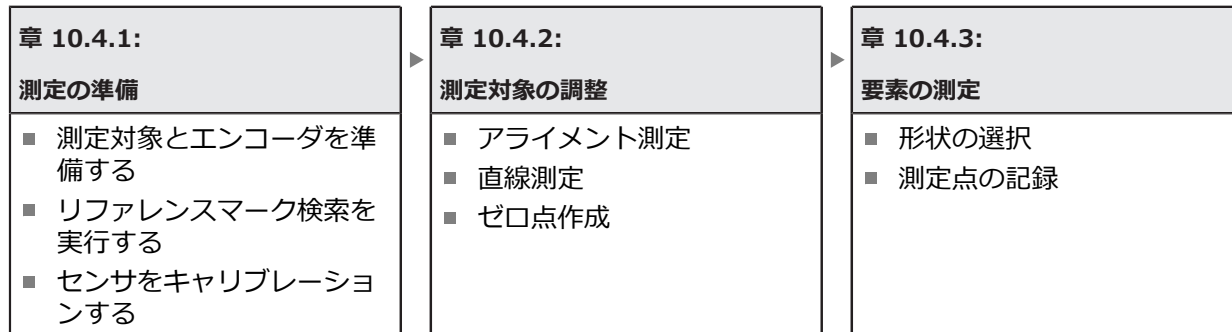 章 10.4.1:
測定の準備
■ 測定対象とエンコーダを準
備する
■ リファレンスマーク検索を
実行する
■ センサをキャリブレーショ
ンする
章 10.4.2:
測定対象の調整
■ アライメント測定
■ 直線測定
■ ゼロ点作成
章 10.4.3:
要素の測定
■ 形状の選択
■ 測定点の記録